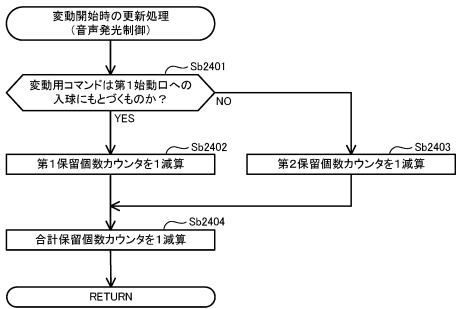 変動開始時の更新処理
(音声発光制御)
Sb2401
変動用コマンドは第1始動口への
入球にもとづくものか？
NO
YES
Sb2402
第1保留個数カウンタを1減算
Sb2403
第2保留個数カウンタを1減算
Sb2404
合計保留個数カウンタを1減算
RETURN